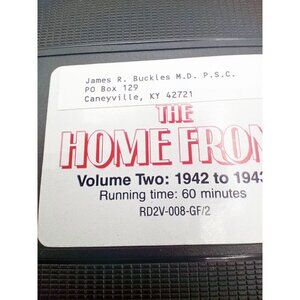 James R. Buckles M.D. P.S.C.
PO Box 129
Caneyville, KY 42721
THE
HOME FRON
Volume Two: 1942 to 1943
Running time: 60 minutes
RD2V-008-GF/2